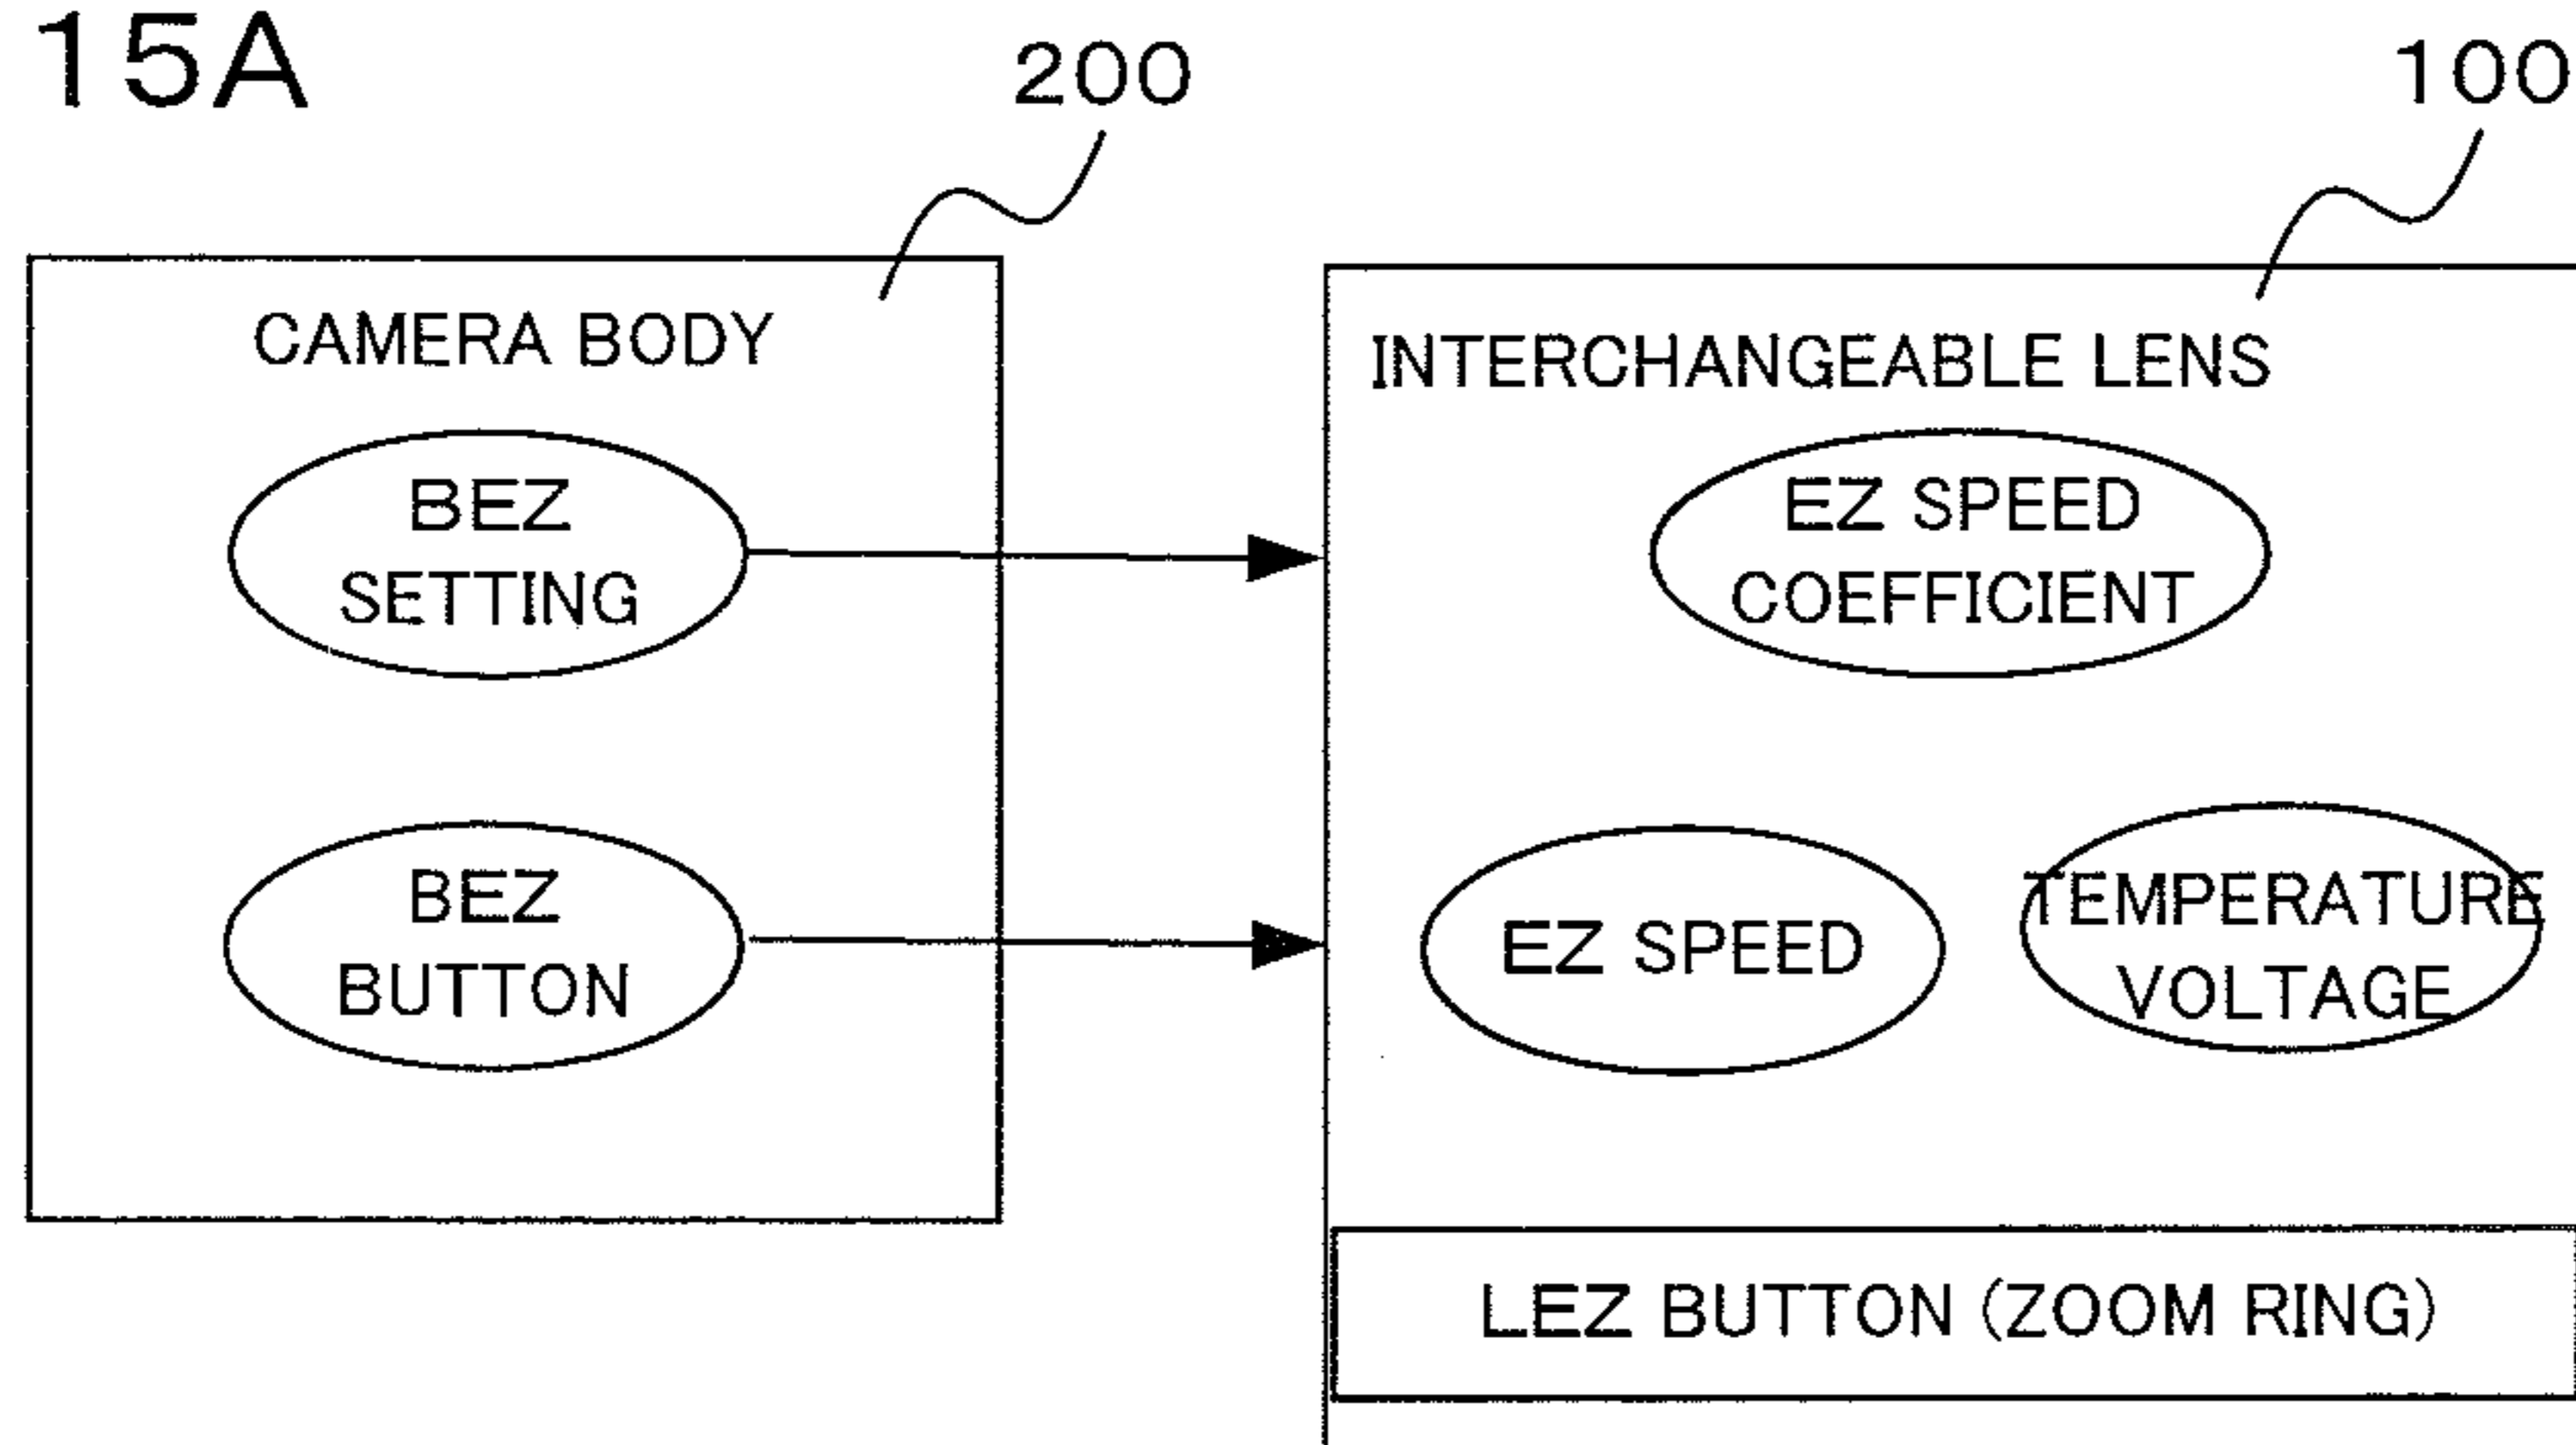 15A
200
100
CAMERA BODY
BEZ
SETTING
BEZ
BUTTON
INTERCHANGEABLE LENS
EZ SPEED
COEFFICIENT
EZ SPEED
TEMPERATURE
VOLTAGE
LEZ BUTTON (ZOOM RING)